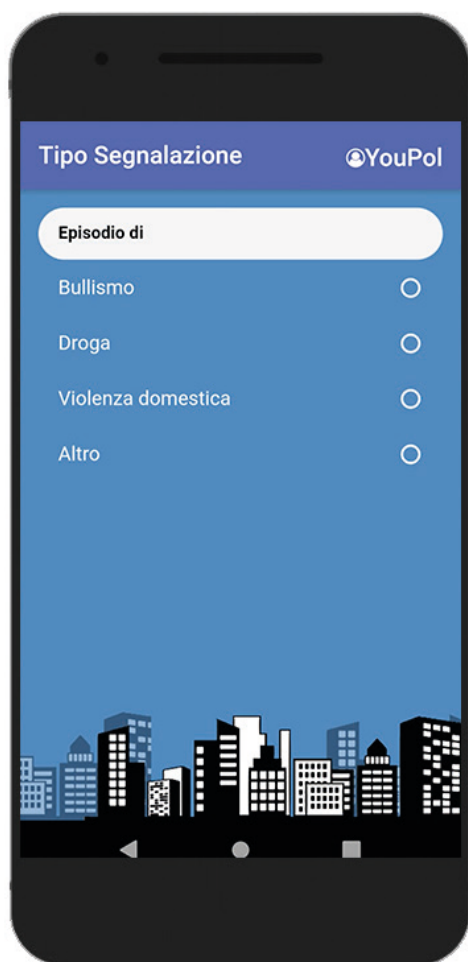 Tipo Segnalazione YouPol
Episodio di
Bullismo
Droga
Violenza domestica
Altro